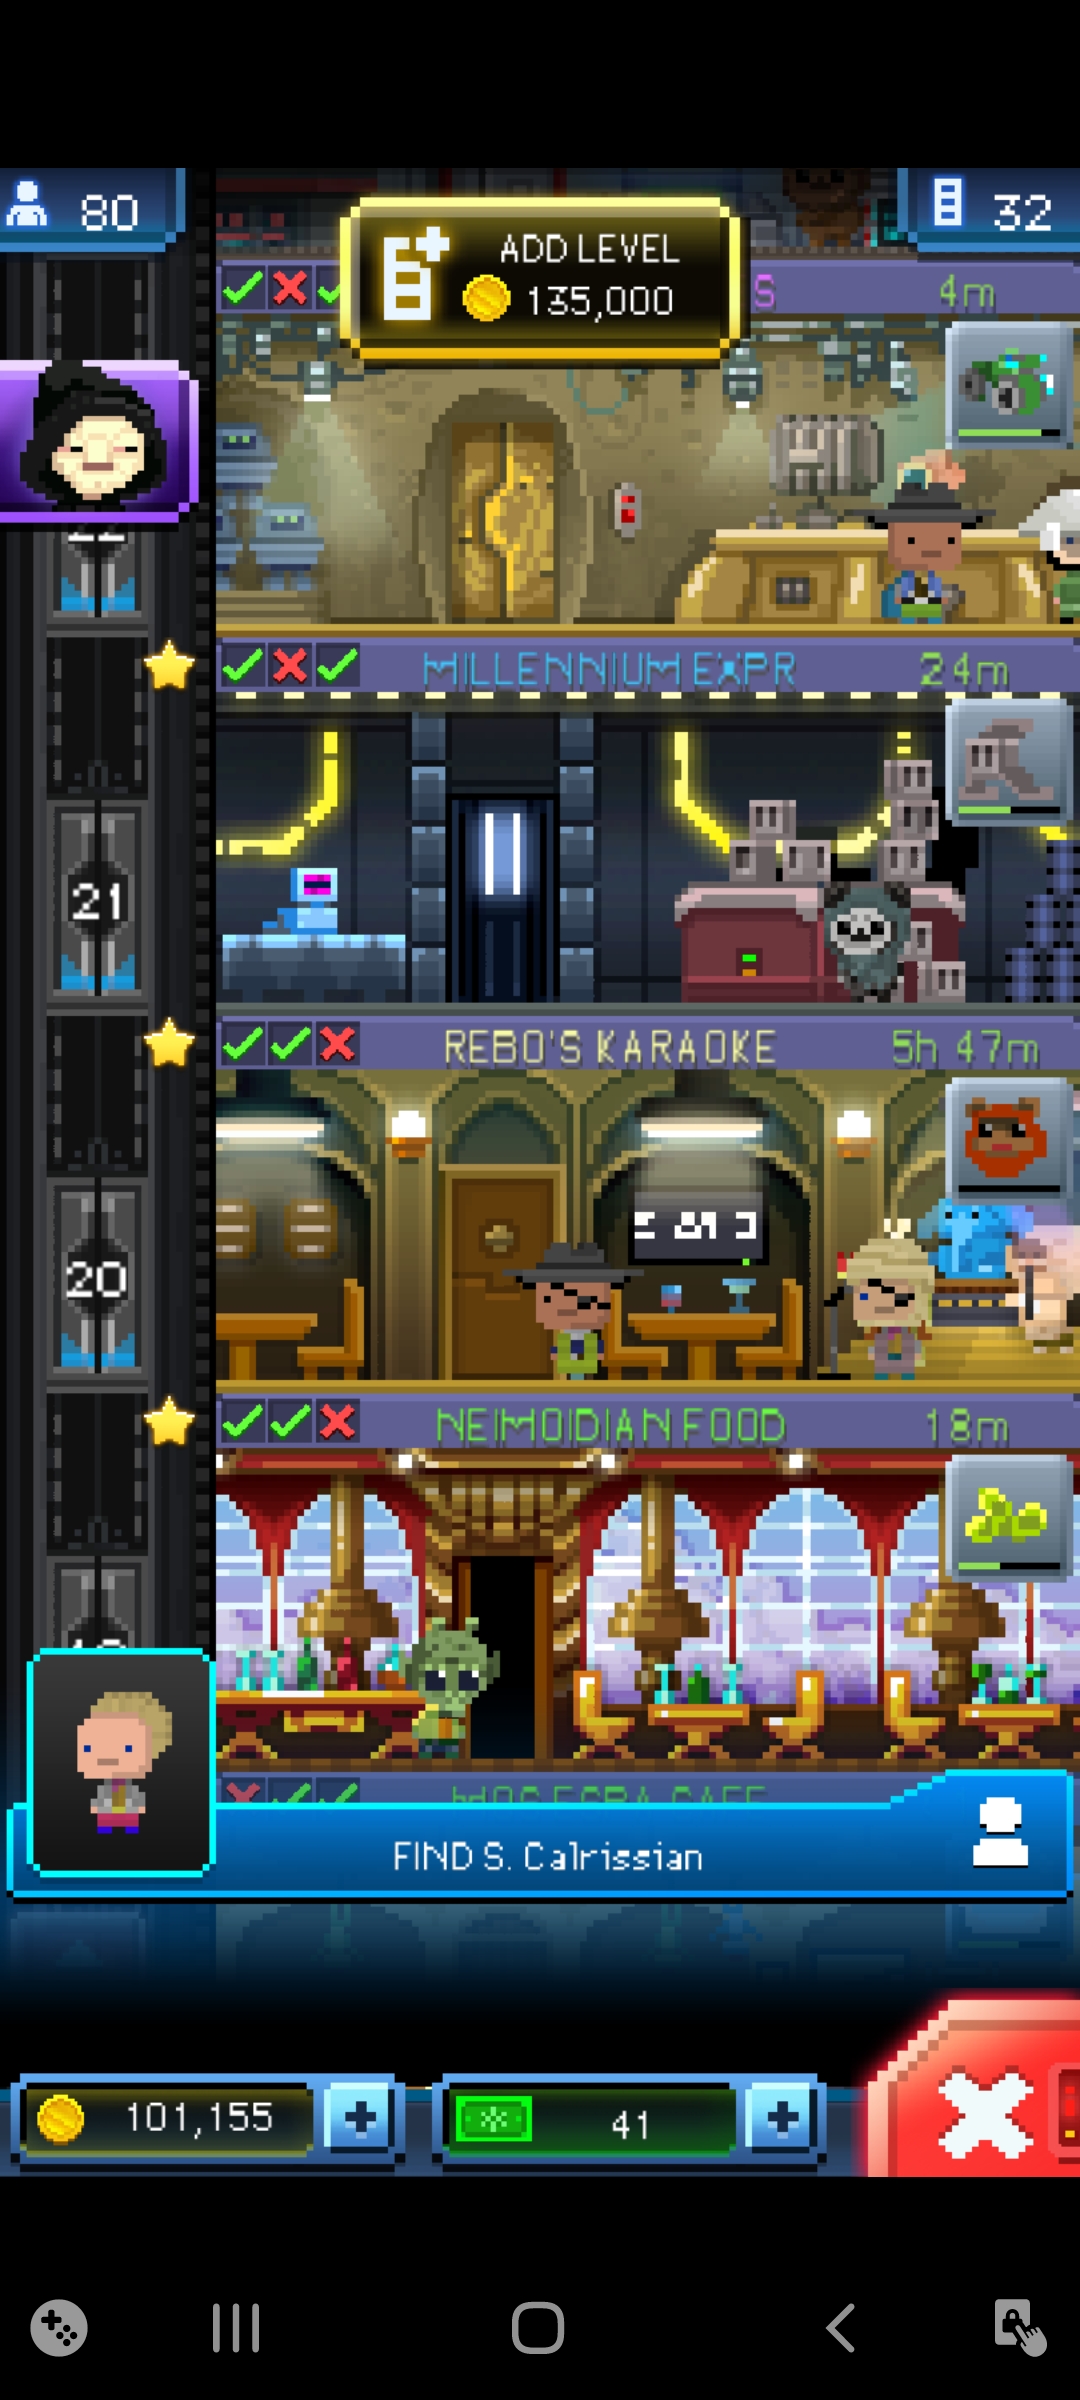 80
ADD LEVEL
135,000
32
S
4m
22
MILLENNIUM EXPR
24m
21
REBO'S KARAOKE
5h 47m
20
NEIMOIDIAN FOOD
18m
FIND S. Calrissian
101,155
41